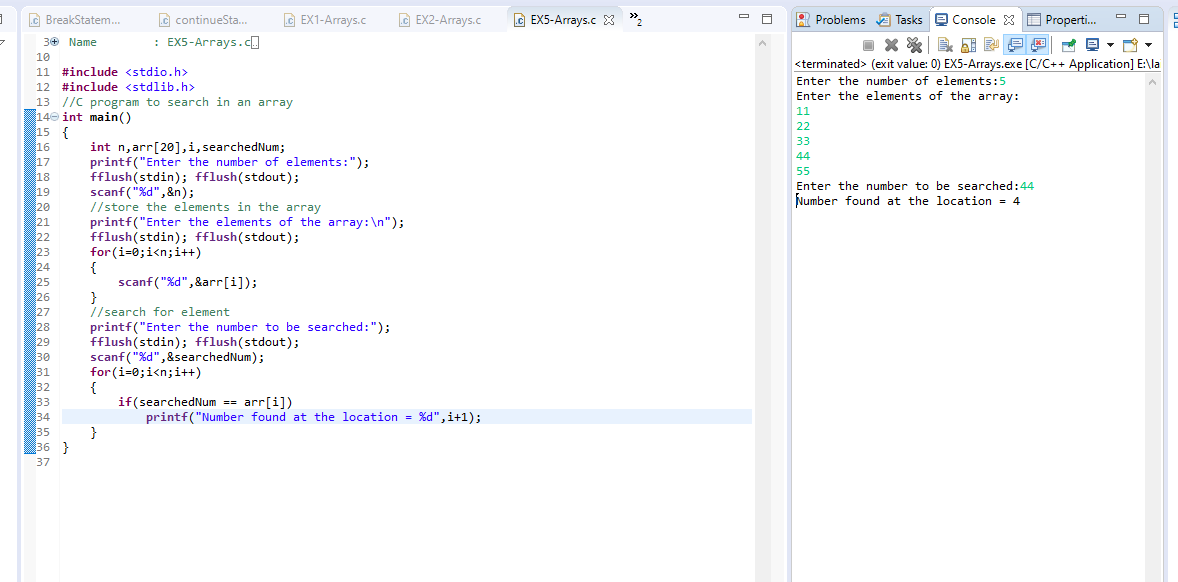 BreakStatem...
continueSta...
EX1-Arrays.c
EX2-Arrays.c
EX5-Arrays.c
»2
3 Name : EX5-Arrays.c
10
11 #include <stdio.h>
12 #include <stdlib.h>
13 //C program to search in an array
14 int main()
15 {
16 int n,arr[20],i,searchedNum;
17 printf("Enter the number of elements:");
18 fflush(stdin); fflush(stdout);
19 scanf("%d",&n);
20 //store the elements in the array
21 printf("Enter the elements of the array:\n");
22 fflush(stdin); fflush(stdout);
23 for(i=0;i<n;i++)
24 {
25 scanf("%d",&arr[i]);
26 }
27 //search for element
28 printf("Enter the number to be searched:");
29 fflush(stdin); fflush(stdout);
30 scanf("%d",&searchedNum);
31 for(i=0;i<n;i++)
32 {
33 if(searchedNum == arr[i])
34 printf("Number found at the location = %d",i+1);
35 }
36 }
37
Problems
Tasks
Console
Properti...
<terminated> (exit value: 0) EX5-Arrays.exe [C/C++ Application] E:\la
Enter the number of elements:5
Enter the elements of the array:
11
22
33
44
55
Enter the number to be searched:44
Number found at the location = 4